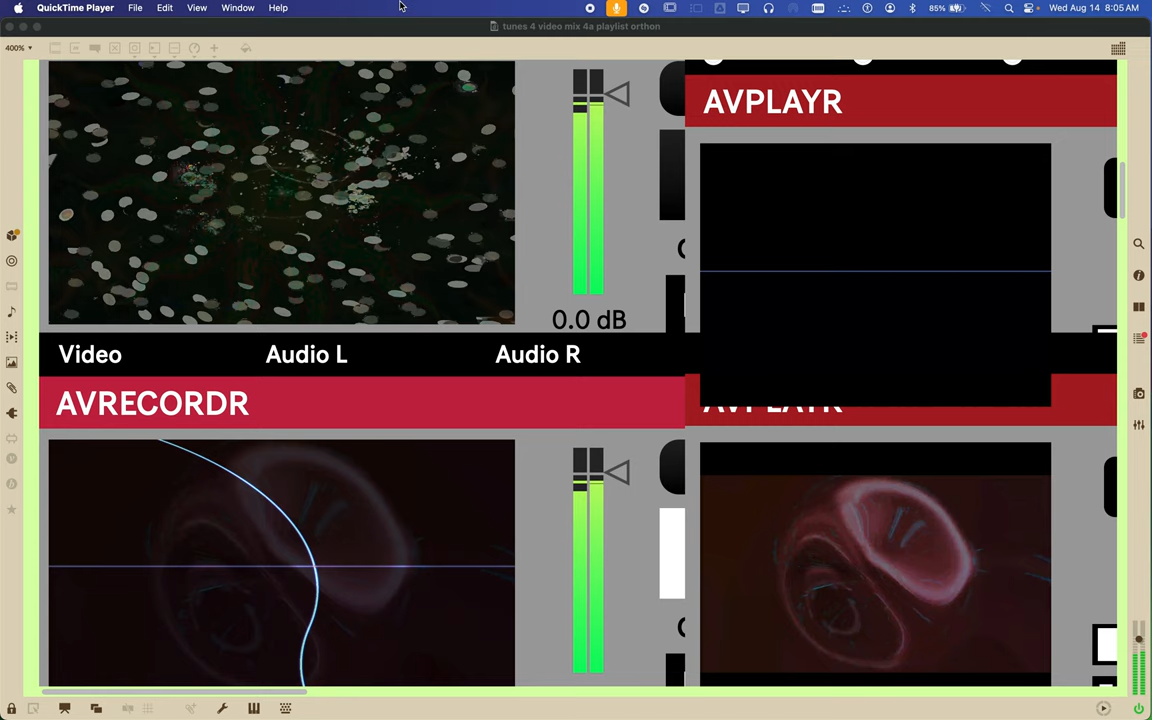 QuickTime Player File Edit View Window Help 85% Wed Aug 14 8:05 AM
tunes 4 video mix 4a playlist orthon
400%
AVPLAYR
0.0 dB
Video Audio L Audio R
AVRECORDR
AVPLAYR